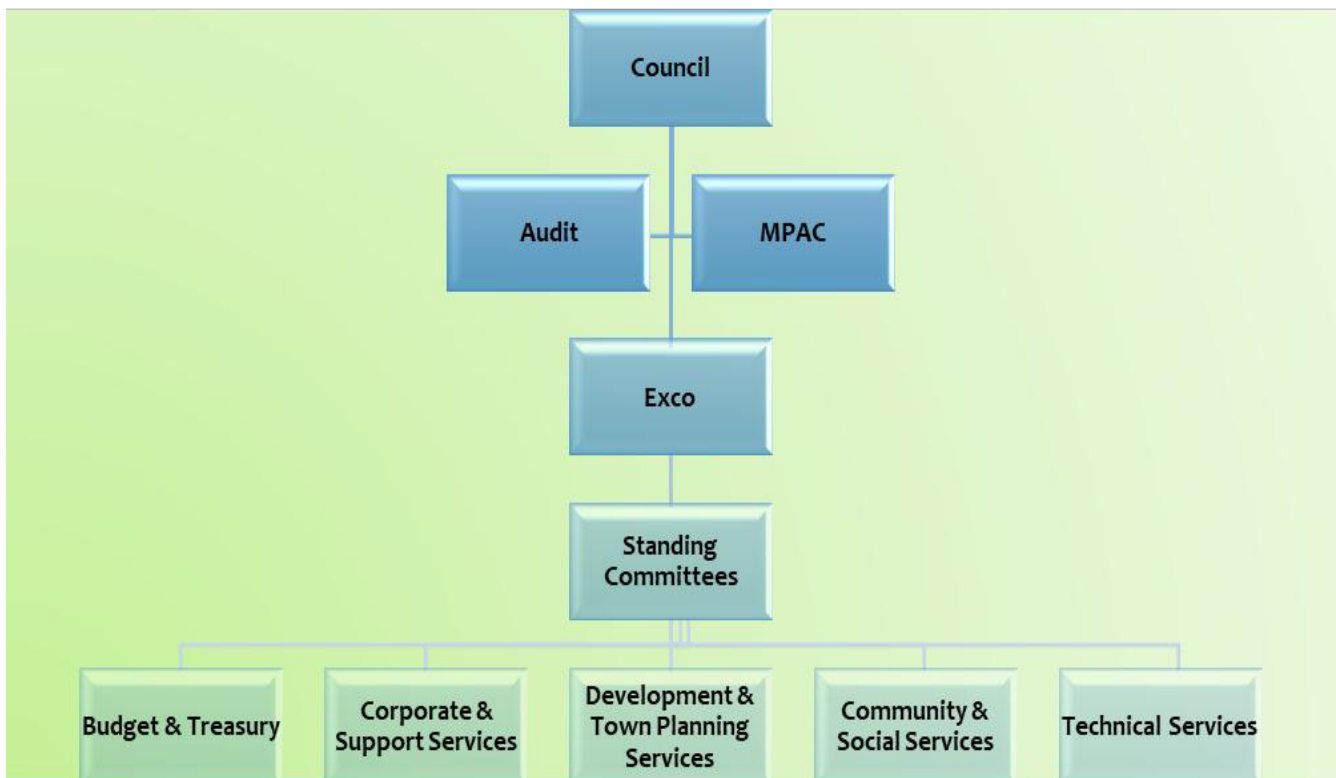 Council
Audit
MPAC
Exco
Standing
Committees
Budget & Treasury
Corporate &
Support Services
Development &
Town Planning
Services
Community &
Social Services
Technical Services